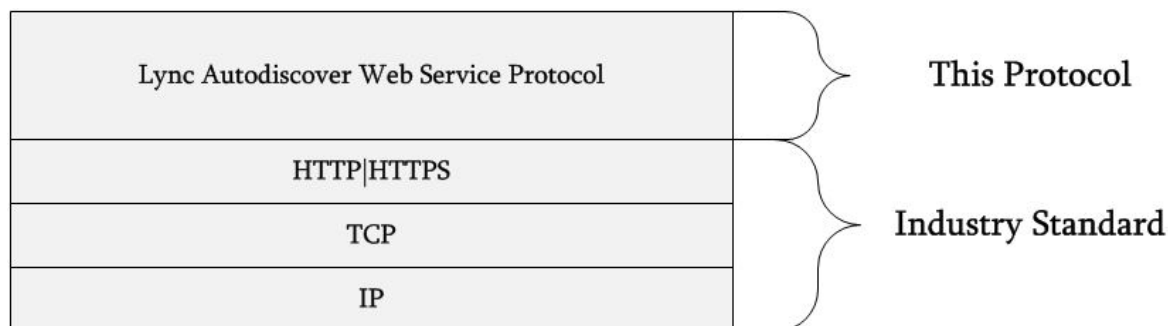 Lync Autodiscover Web Service Protocol
This Protocol
HTTP|HTTPS
TCP
Industry Standard
IP